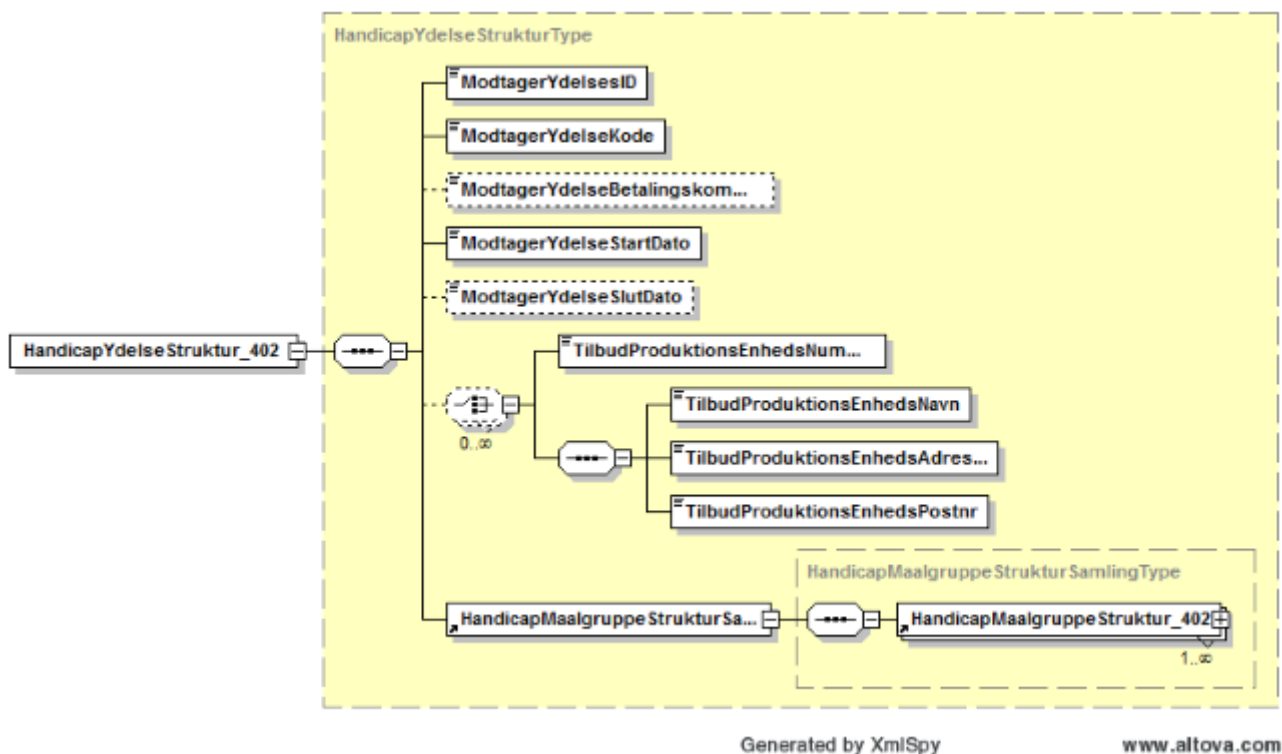 HandicapYdelseStrukturType
ModtagerYdelsesID
ModtagerYdelseKode
ModtagerYdelseBetalingskom...
ModtagerYdelseStartDato
ModtagerYdelseSlutDato
HandicapYdelseStruktur_402
TilbudProduktionsEnhedsNum...
0..∞
TilbudProduktionsEnhedsNavn
TilbudProduktionsEnhedsAdres...
TilbudProduktionsEnhedsPostnr
HandicapMaalgruppeStrukturSamlingType
HandicapMaalgruppeStrukturSa...
HandicapMaalgruppeStruktur_402
1..∞
Generated by XmlSpy www.altova.com